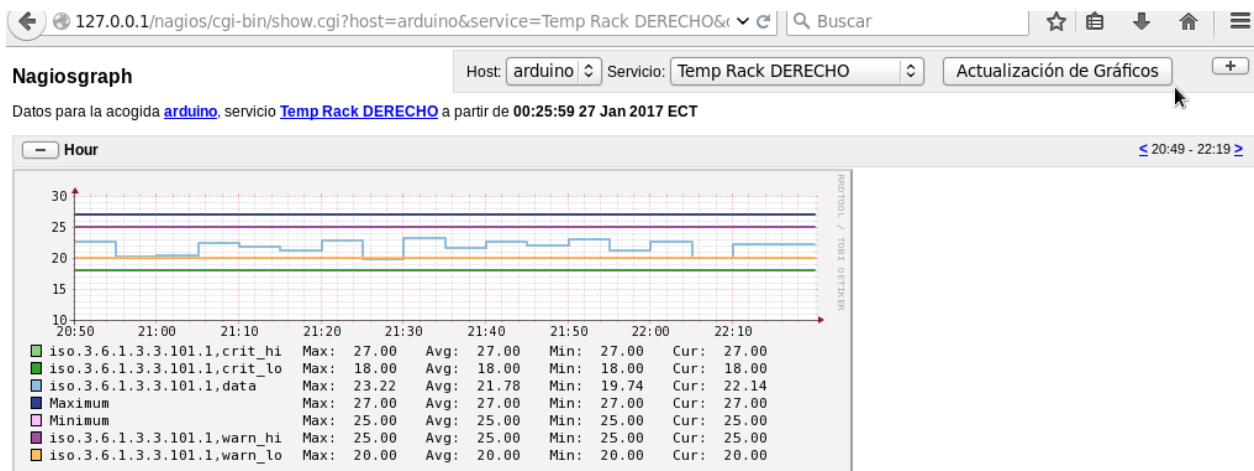 127.0.0.1/nagios/cgi-bin/show.cgi?host=arduino&service=Temp Rack DERECHO& Buscar
Nagiosgraph
Host: arduino Servicio: Temp Rack DERECHO Actualización de Gráficos +
Datos para la acogida arduino, servicio Temp Rack DERECHO a partir de 00:25:59 27 Jan 2017 ECT
− Hour < 20:49 - 22:19 >
30
25
20
15
10
20:50 21:00 21:10 21:20 21:30 21:40 21:50 22:00 22:10
RRDTOOL / TOBI OETIKER
iso.3.6.1.3.3.101.1,crit_hi Max: 27.00 Avg: 27.00 Min: 27.00 Cur: 27.00
iso.3.6.1.3.3.101.1,crit_lo Max: 18.00 Avg: 18.00 Min: 18.00 Cur: 18.00
iso.3.6.1.3.3.101.1,data Max: 23.22 Avg: 21.78 Min: 19.74 Cur: 22.14
Maximum Max: 27.00 Avg: 27.00 Min: 27.00 Cur: 27.00
Minimum Max: 25.00 Avg: 25.00 Min: 25.00 Cur: 25.00
iso.3.6.1.3.3.101.1,warn_hi Max: 25.00 Avg: 25.00 Min: 25.00 Cur: 25.00
iso.3.6.1.3.3.101.1,warn_lo Max: 20.00 Avg: 20.00 Min: 20.00 Cur: 20.00